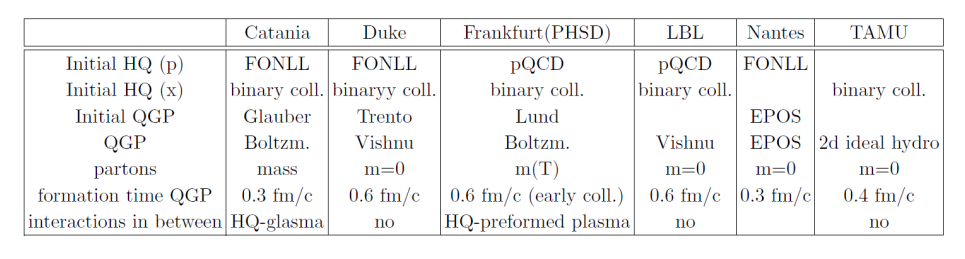 Catania Duke Frankfurt(PHSD) LBL Nantes TAMU
Initial HQ (p) FONLL FONLL pQCD pQCD FONLL
Initial HQ (x) binary coll. binaryy coll. binary coll. binary coll. binary coll.
Initial QGP Glauber Trento Lund EPOS
QGP Boltzm. Vishnu Boltzm. Vishnu EPOS 2d ideal hydro
partons mass m=0 m(T) m=0 m=0 m=0
formation time QGP 0.3 fm/c 0.6 fm/c 0.6 fm/c (early coll.) 0.6 fm/c 0.3 fm/c 0.4 fm/c
interactions in between HQ-glasma no HQ-preformed plasma no no